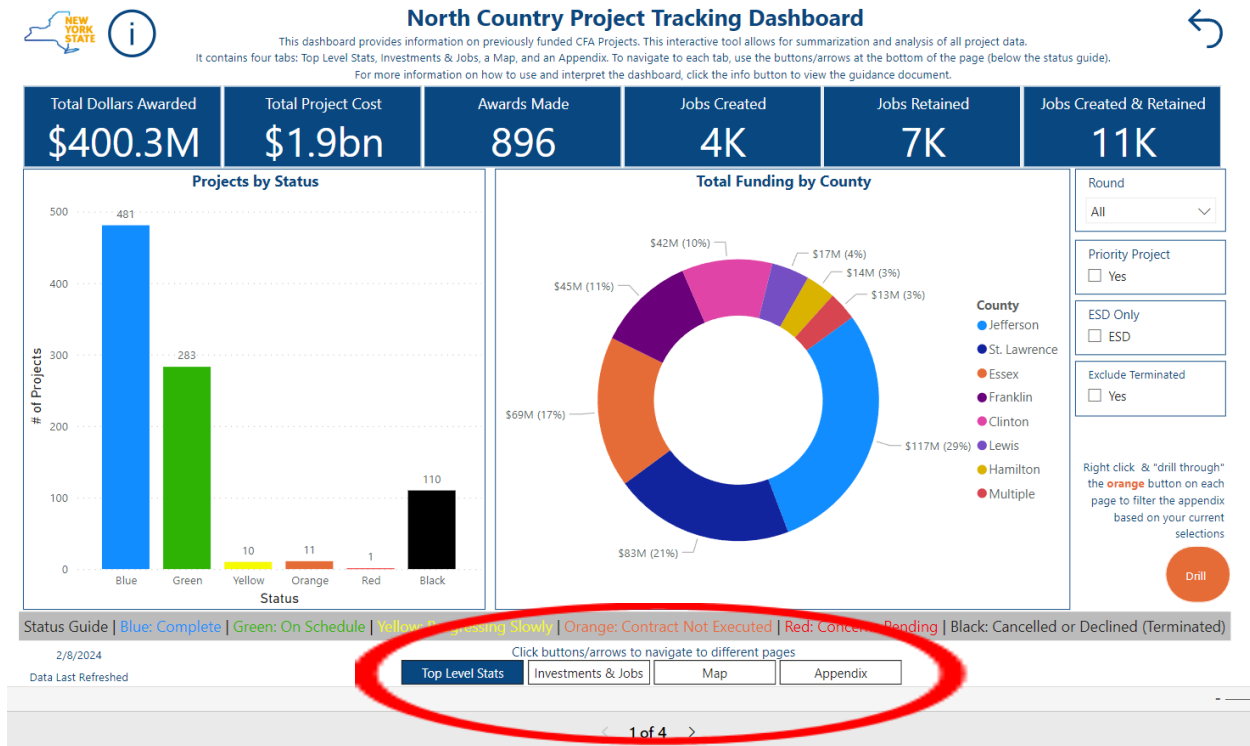 NEW
YORK
STATE
i
North Country Project Tracking Dashboard
This dashboard provides information on previously funded CFA Projects. This interactive tool allows for summarization and analysis of all project data.
It contains four tabs: Top Level Stats, Investments & Jobs, a Map, and an Appendix. To navigate to each tab, use the buttons/arrows at the bottom of the page (below the status guide).
For more information on how to use and interpret the dashboard, click the info button to view the guidance document.
Total Dollars Awarded
$400.3M
Total Project Cost
$1.9bn
Awards Made
896
Jobs Created
4K
Jobs Retained
7K
Jobs Created & Retained
11K
Projects by Status
# of Projects
500
400
300
200
100
0
481
283
10
11
1
110
Blue
Green
Yellow
Orange
Red
Black
Status
Total Funding by County
$42M (10%)
$17M (4%)
$14M (3%)
$13M (3%)
$45M (11%)
$69M (17%)
$117M (29%)
$83M (21%)
County
Jefferson
St. Lawrence
Essex
Franklin
Clinton
Lewis
Hamilton
Multiple
Round
All
Priority Project
Yes
ESD Only
ESD
Exclude Terminated
Yes
Right click & "drill through"
the orange button on each
page to filter the appendix
based on your current
selections
Drill
Status Guide | Blue: Complete | Green: On Schedule | Yellow: Progressing Slowly | Orange: Contract Not Executed | Red: Concerns Pending | Black: Cancelled or Declined (Terminated)
2/8/2024
Data Last Refreshed
Click buttons/arrows to navigate to different pages
Top Level Stats
Investments & Jobs
Map
Appendix
1 of 4